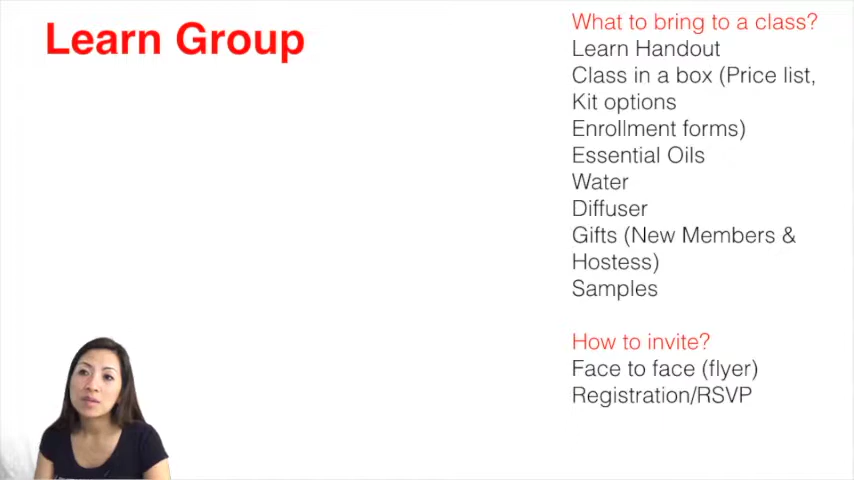 Learn Group
What to bring to a class?
Learn Handout
Class in a box (Price list,
Kit options
Enrollment forms)
Essential Oils
Water
Diffuser
Gifts (New Members &
Hostess)
Samples
How to invite?
Face to face (flyer)
Registration/RSVP